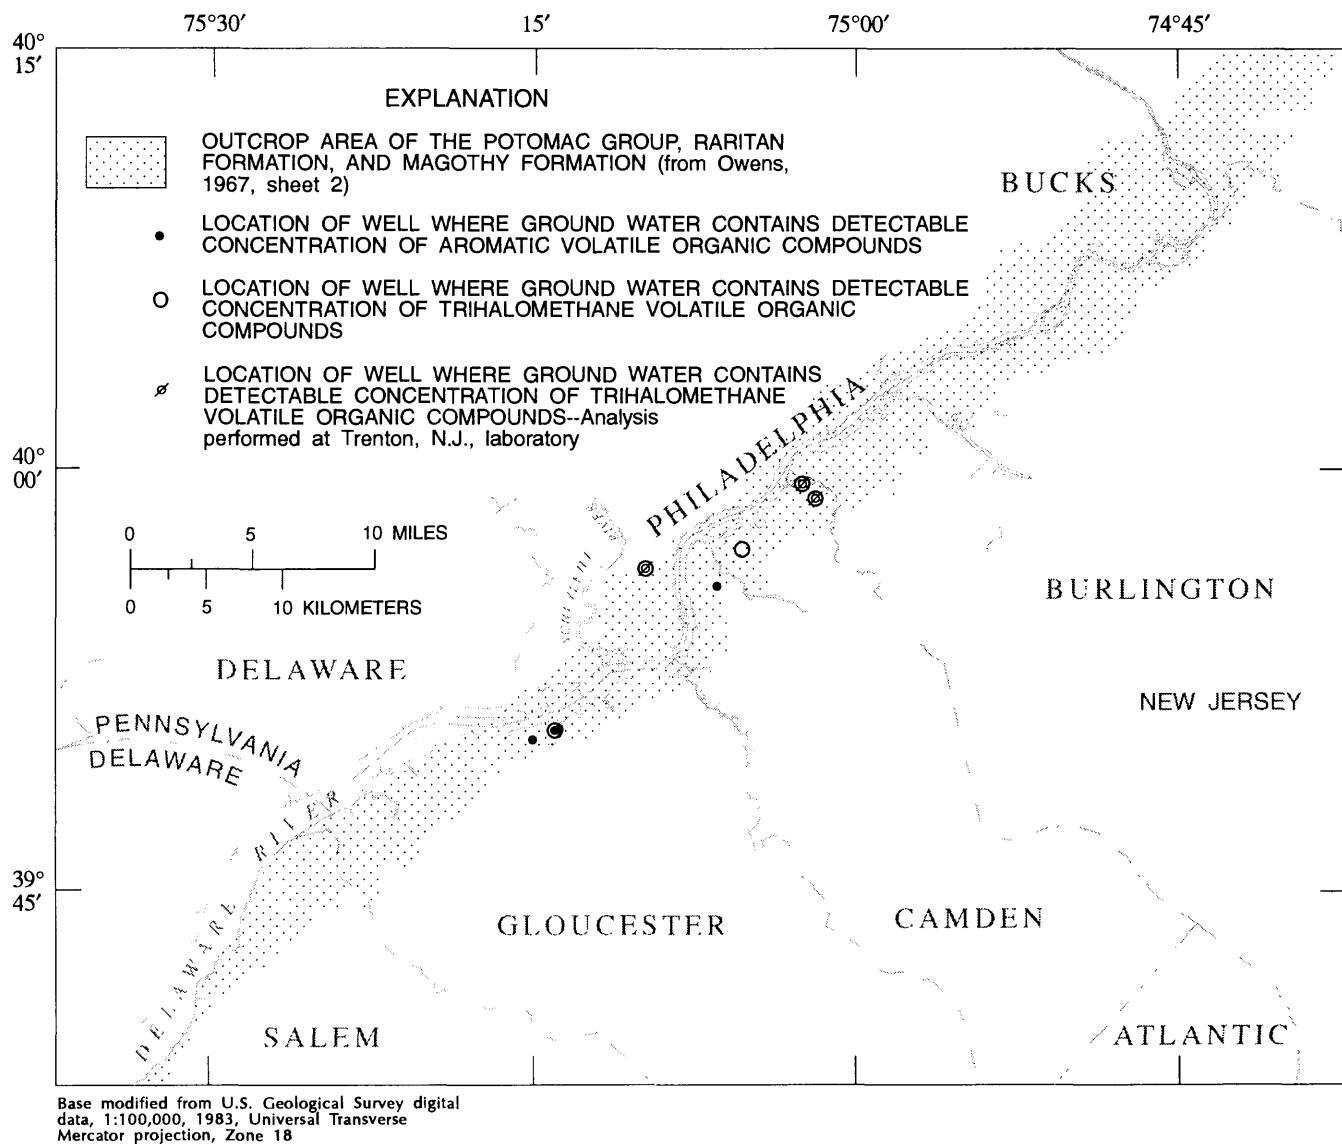 75°30′ 15′ 75°00′ 74°45′
40°
15′
EXPLANATION
OUTCROP AREA OF THE POTOMAC GROUP, RARITAN
FORMATION, AND MAGOTHY FORMATION (from Owens,
1967, sheet 2)
BUCKS
LOCATION OF WELL WHERE GROUND WATER CONTAINS DETECTABLE
CONCENTRATION OF AROMATIC VOLATILE ORGANIC COMPOUNDS
LOCATION OF WELL WHERE GROUND WATER CONTAINS DETECTABLE
CONCENTRATION OF TRIHALOMETHANE VOLATILE ORGANIC
COMPOUNDS
LOCATION OF WELL WHERE GROUND WATER CONTAINS
DETECTABLE CONCENTRATION OF TRIHALOMETHANE
VOLATILE ORGANIC COMPOUNDS--Analysis
performed at Trenton, N.J., laboratory
PHILADELPHIA
40°
00′
0 5 10 MILES
0 5 10 KILOMETERS
RIVER
BURLINGTON
DELAWARE
NEW JERSEY
PENNSYLVANIA
DELAWARE
DELAWARE RIVER
39°
45′
GLOUCESTER
CAMDEN
SALEM
ATLANTIC
Base modified from U.S. Geological Survey digital
data, 1:100,000, 1983, Universal Transverse
Mercator projection, Zone 18